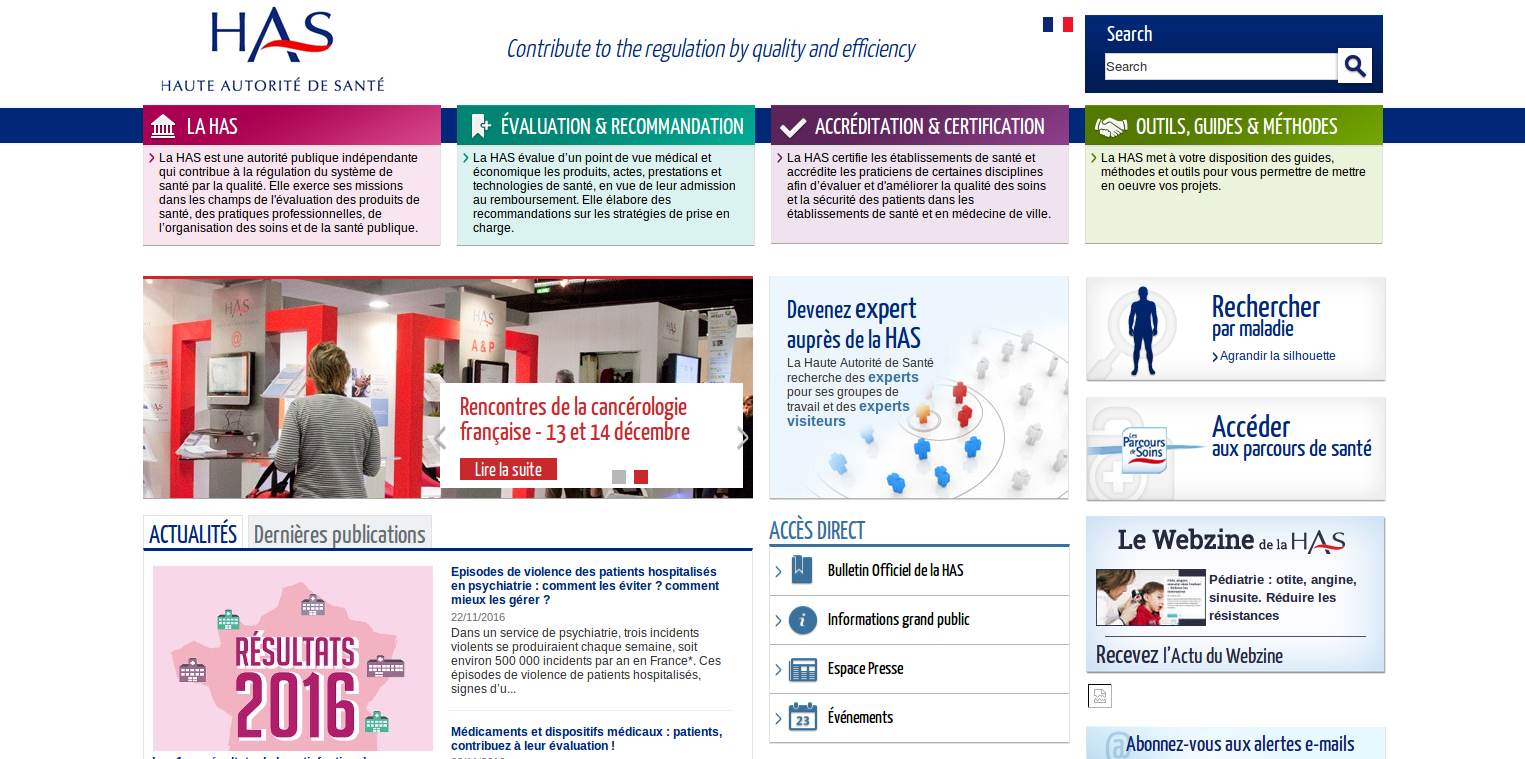 HAS
HAUTE AUTORITÉ DE SANTÉ
Contribute to the regulation by quality and efficiency
Search
Search
LA HAS
La HAS est une autorité publique indépendante
qui contribue à la régulation du système de
santé par la qualité. Elle exerce ses missions
dans les champs de l'évaluation des produits de
santé, des pratiques professionnelles, de
l’organisation des soins et de la santé publique.
ÉVALUATION & RECOMMANDATION
La HAS évalue d’un point de vue médical et
économique les produits, actes, prestations et
technologies de santé, en vue de leur admission
au remboursement. Elle élabore des
recommandations sur les stratégies de prise en
charge.
ACCRÉDITATION & CERTIFICATION
La HAS certifie les établissements de santé et
accrédite les praticiens de certaines disciplines
afin d’évaluer et d'améliorer la qualité des soins
et la sécurité des patients dans les
établissements de santé et en médecine de ville.
OUTILS, GUIDES & MÉTHODES
La HAS met à votre disposition des guides,
méthodes et outils pour vous permettre de mettre
en oeuvre vos projets.
HAS
@
HAS
A & P
HAS
Rencontres de la cancérologie
française - 13 et 14 décembre
Lire la suite
Devenez expert
auprès de la HAS
La Haute Autorité de Santé
recherche des experts
pour ses groupes de
travail et des experts
visiteurs
Rechercher
par maladie
Agrandir la silhouette
Les
Parcours
de Soins
Accéder
aux parcours de santé
ACTUALITÉS
Dernières publications
RÉSULTATS
2016
Episodes de violence des patients hospitalisés
en psychiatrie : comment les éviter ? comment
mieux les gérer ?
22/11/2016
Dans un service de psychiatrie, trois incidents
violents se produiraient chaque semaine, soit
environ 500 000 incidents par an en France*. Ces
épisodes de violence de patients hospitalisés,
signes d’u...
Médicaments et dispositifs médicaux : patients,
contribuez à leur évaluation !
ACCÈS DIRECT
Bulletin Officiel de la HAS
i
Informations grand public
Espace Presse
23
Événements
Le Webzine de la HAS
Pédiatrie : otite, angine,
sinusite. Réduire les
résistances
Recevez l’Actu du Webzine
@
Abonnez-vous aux alertes e-mails